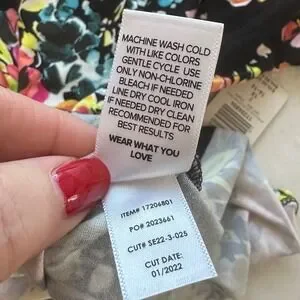 MACHINE WASH COLD
WITH LIKE COLORS
GENTLE CYCLE USE
ONLY NON-CHLORINE
BLEACH IF NEEDED
LINE DRY COOL IRON
IF NEEDED DRY CLEAN
RECOMMENDED FOR
BEST RESULTS
WEAR WHAT YOU
LOVE
ITEM# 17206801
PO# 2023661
CUT# SE22-3-025
CUT DATE:
01/2022